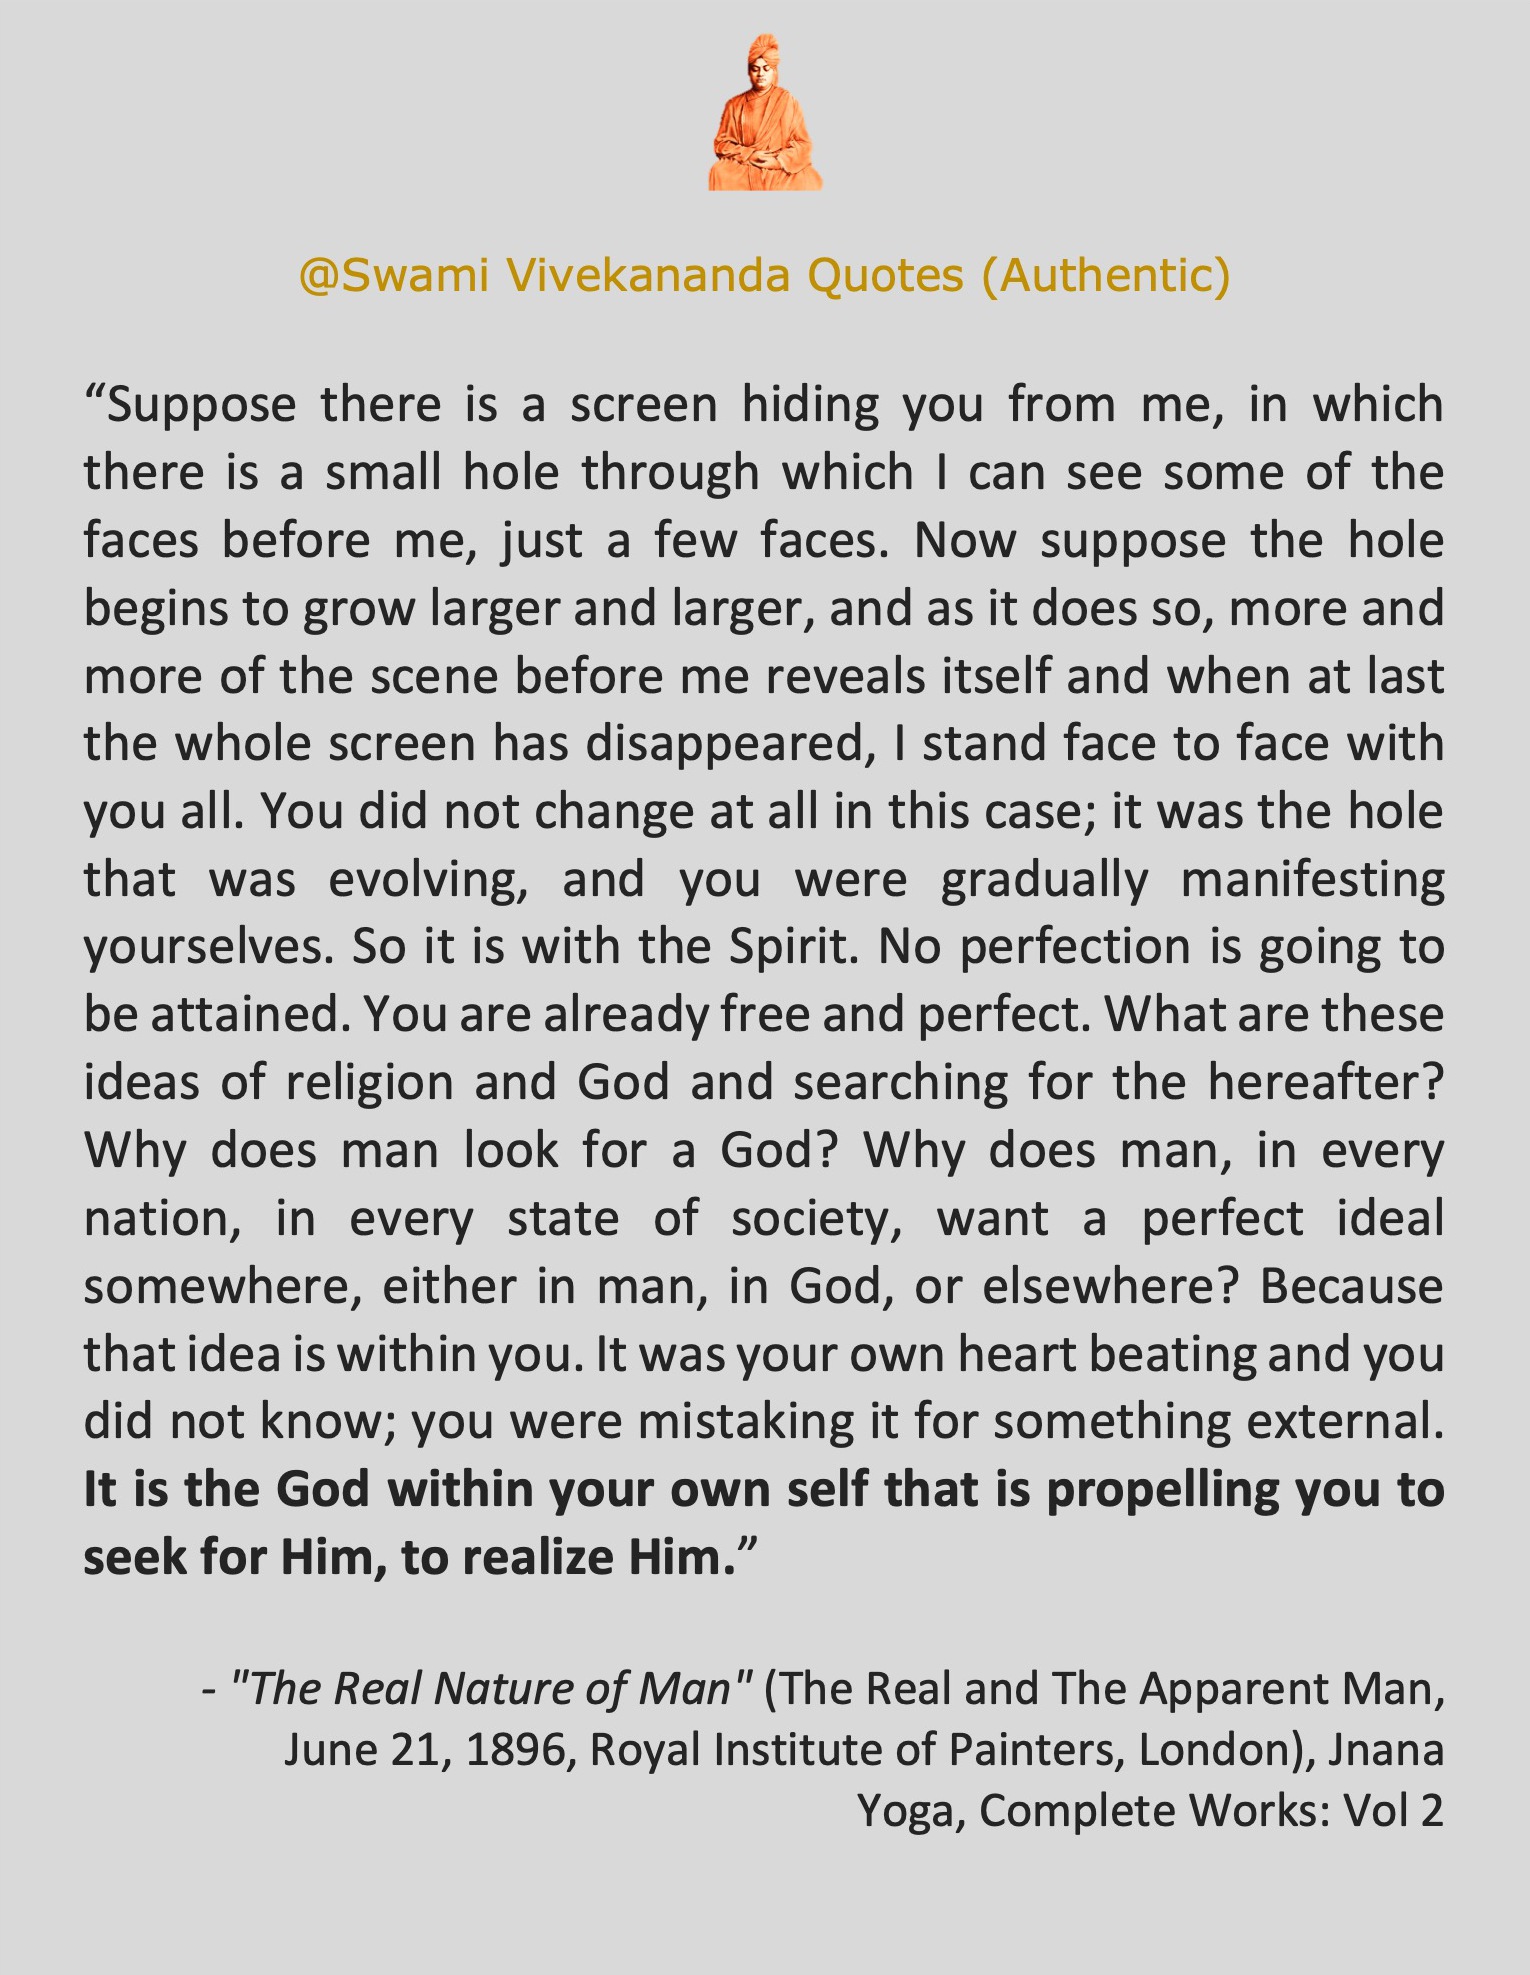 @Swami Vivekananda Quotes (Authentic)
“Suppose there is a screen hiding you from me, in which
there is a small hole through which I can see some of the
faces before me, just a few faces. Now suppose the hole
begins to grow larger and larger, and as it does so, more and
more of the scene before me reveals itself and when at last
the whole screen has disappeared, I stand face to face with
you all. You did not change at all in this case; it was the hole
that was evolving, and you were gradually manifesting
yourselves. So it is with the Spirit. No perfection is going to
be attained. You are already free and perfect. What are these
ideas of religion and God and searching for the hereafter?
Why does man look for a God? Why does man, in every
nation, in every state of society, want a perfect ideal
somewhere, either in man, in God, or elsewhere? Because
that idea is within you. It was your own heart beating and you
did not know; you were mistaking it for something external.
It is the God within your own self that is propelling you to
seek for Him, to realize Him.”
- "The Real Nature of Man" (The Real and The Apparent Man,
June 21, 1896, Royal Institute of Painters, London), Jnana
Yoga, Complete Works: Vol 2